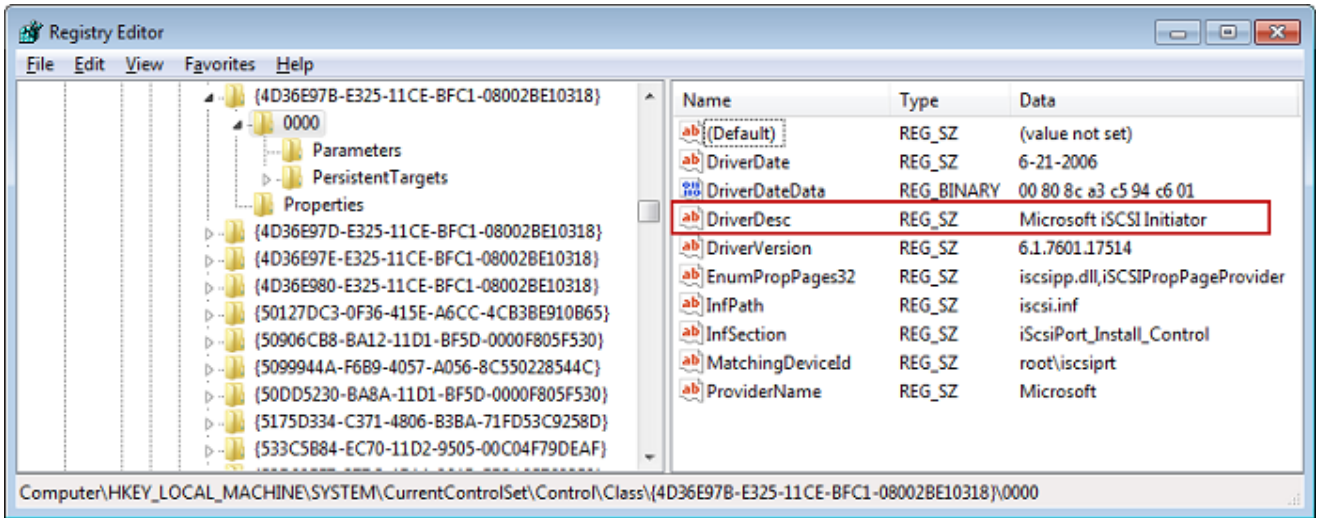 Registry Editor
File Edit View Favorites Help
{4D36E97B-E325-11CE-BFC1-08002BE10318}
0000
Parameters
PersistentTargets
Properties
{4D36E97D-E325-11CE-BFC1-08002BE10318}
{4D36E97E-E325-11CE-BFC1-08002BE10318}
{4D36E980-E325-11CE-BFC1-08002BE10318}
{50127DC3-0F36-415E-A6CC-4CB3BE910B65}
{50906CB8-BA12-11D1-BF5D-0000F805F530}
{5099944A-F6B9-4057-A056-8C550228544C}
{50DD5230-BA8A-11D1-BF5D-0000F805F530}
{5175D334-C371-4806-B3BA-71FD53C9258D}
{533C5B84-EC70-11D2-9505-00C04F79DEAF}
Name Type Data
(Default) REG_SZ (value not set)
DriverDate REG_SZ 6-21-2006
DriverDateData REG_BINARY 00 80 8c a3 c5 94 c6 01
DriverDesc REG_SZ Microsoft iSCSI Initiator
DriverVersion REG_SZ 6.1.7601.17514
EnumPropPages32 REG_SZ iscsipp.dll,iSCSIPropPageProvider
InfPath REG_SZ iscsi.inf
InfSection REG_SZ iScsiPort_Install_Control
MatchingDeviceId REG_SZ root\iscsiprt
ProviderName REG_SZ Microsoft
Computer\HKEY_LOCAL_MACHINE\SYSTEM\CurrentControlSet\Control\Class\{4D36E97B-E325-11CE-BFC1-08002BE10318}\0000